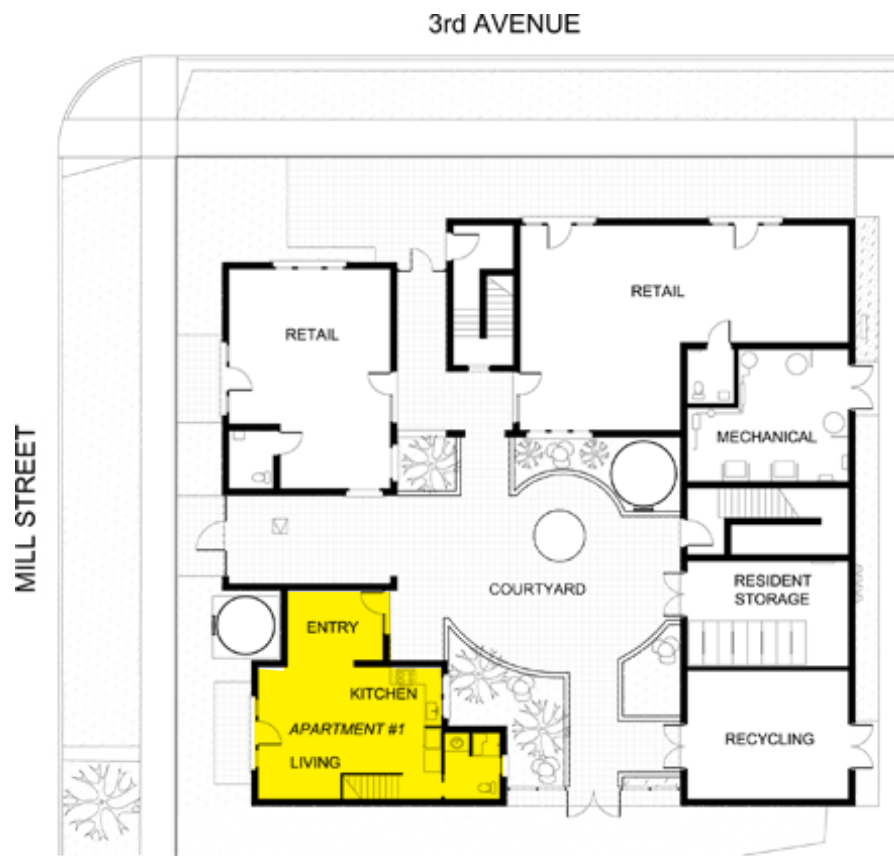 3rd AVENUE
MILL STREET
RETAIL
RETAIL
MECHANICAL
COURTYARD
RESIDENT
STORAGE
ENTRY
KITCHEN
APARTMENT #1
LIVING
RECYCLING